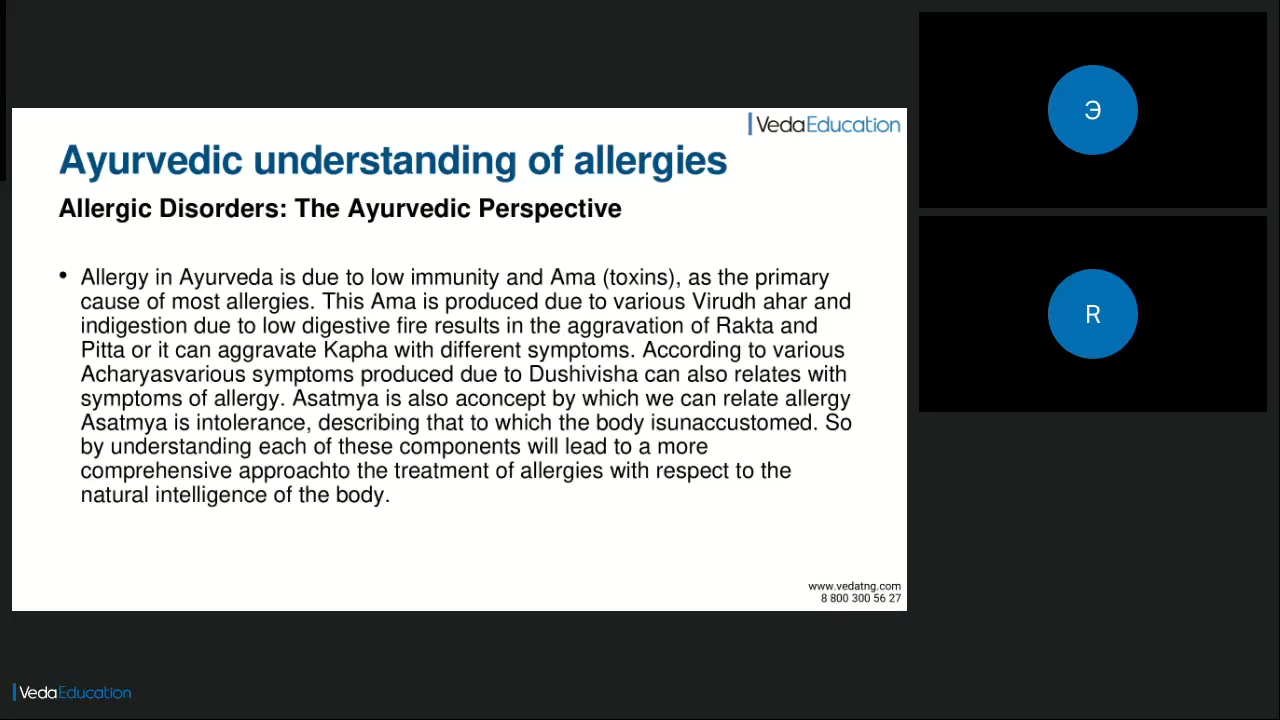 VedaEducation
Ayurvedic understanding of allergies
Allergic Disorders: The Ayurvedic Perspective
• Allergy in Ayurveda is due to low immunity and Ama (toxins), as the primary
cause of most allergies. This Ama is produced due to various Virudh ahar and
indigestion due to low digestive fire results in the aggravation of Rakta and
Pitta or it can aggravate Kapha with different symptoms. According to various
Acharyasvarious symptoms produced due to Dushivisha can also relates with
symptoms of allergy. Asatmya is also aconcept by which we can relate allergy
Asatmya is intolerance, describing that to which the body isunaccustomed. So
by understanding each of these components will lead to a more
comprehensive approachto the treatment of allergies with respect to the
natural intelligence of the body.
www.vedatng.com
8 800 300 56 27
Э
R
VedaEducation